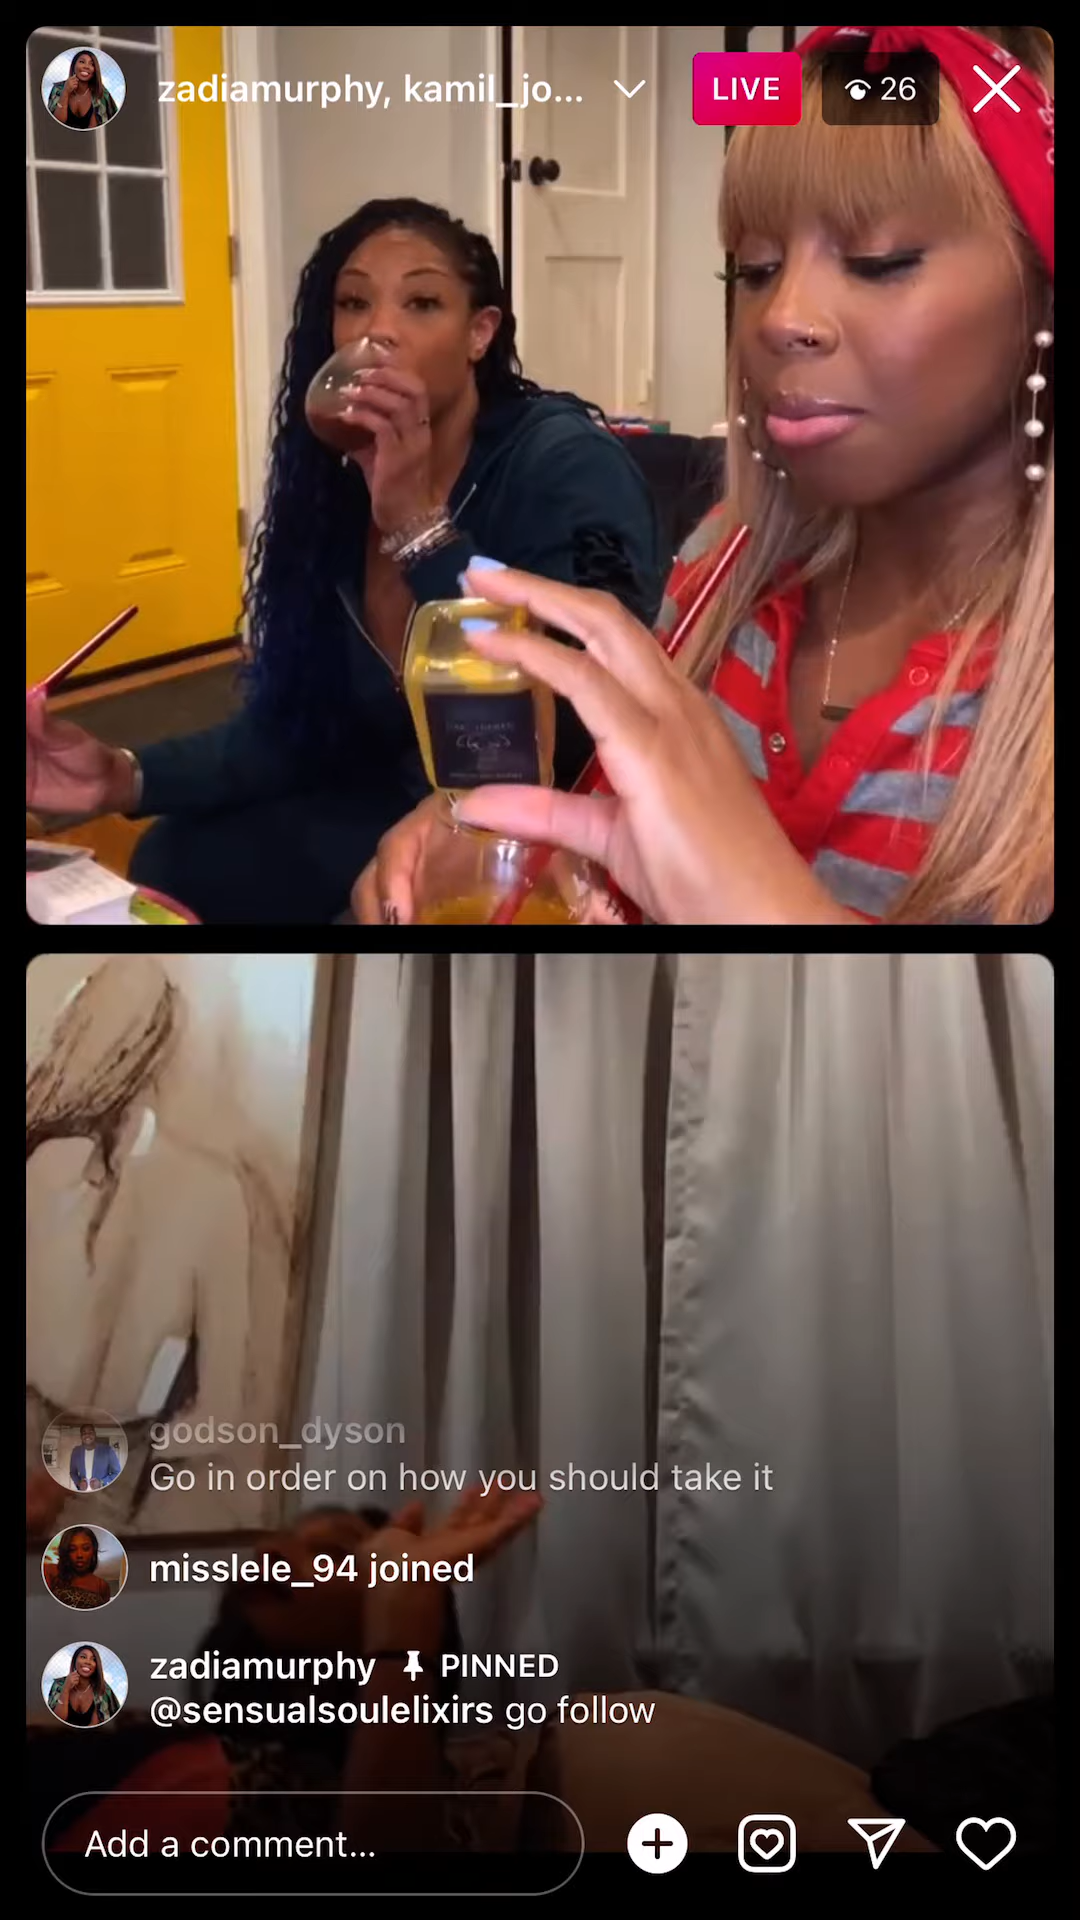 zadiamurphy, kamil_jo...
LIVE
26
godson_dyson
Go in order on how you should take it
misslele_94 joined
zadiamurphy PINNED
@sensualsoulelixirs go follow
Add a comment...